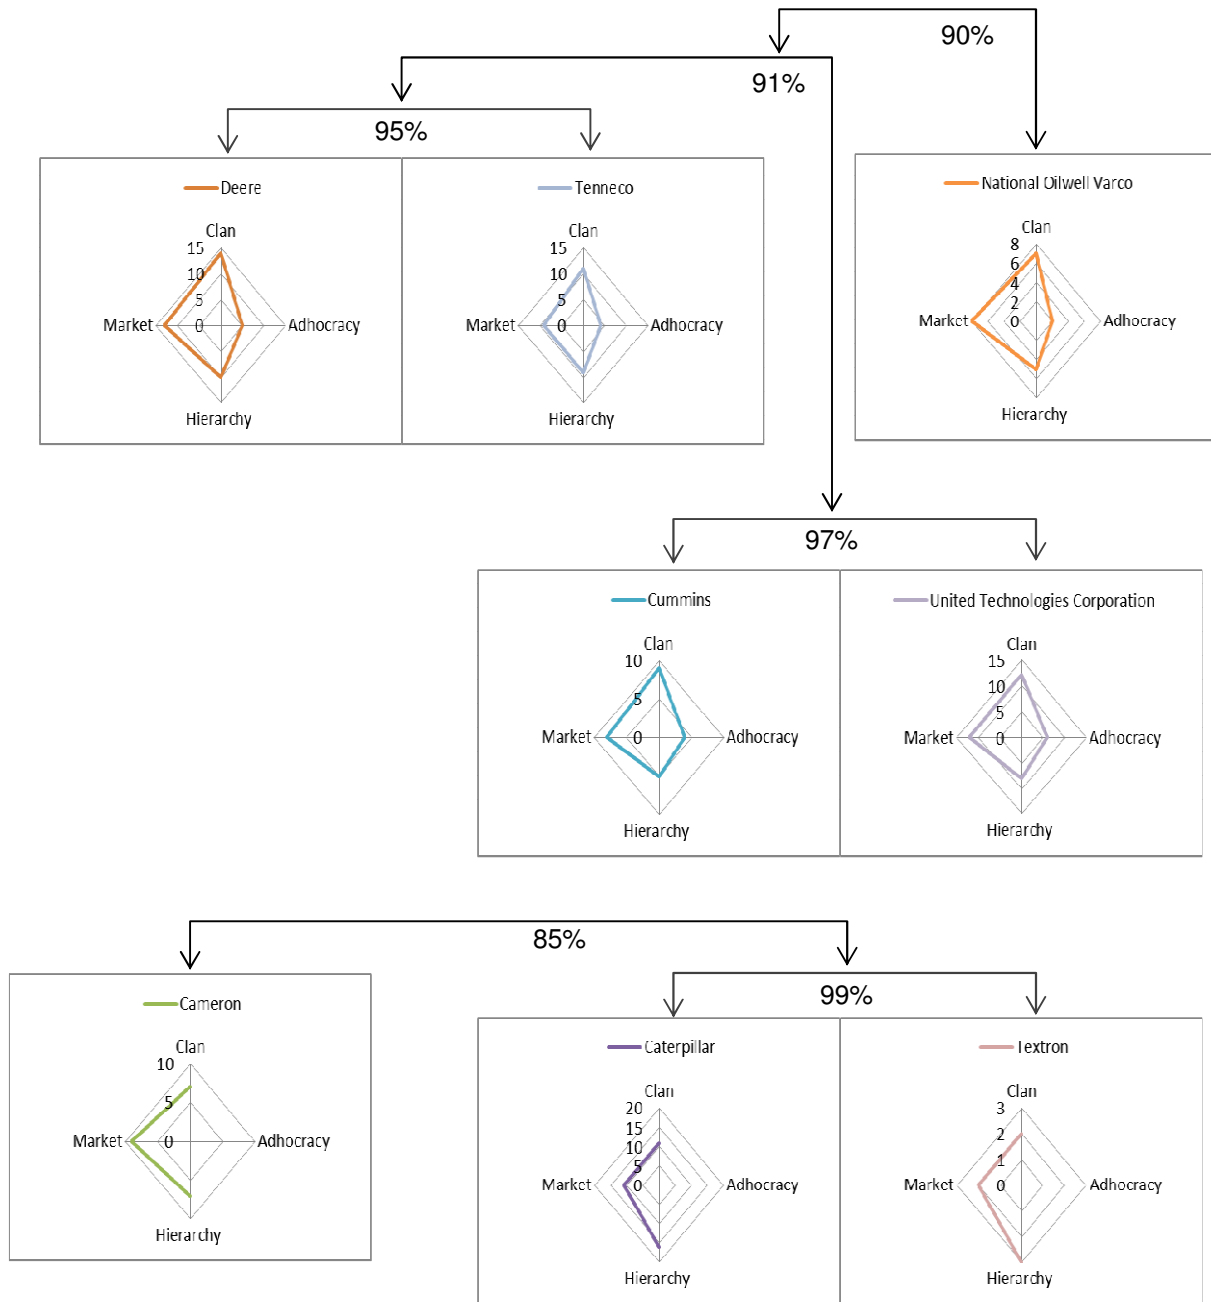 90%
91%
95%
Deere
Clan
15
10
5
0
Market
Adhocracy
Hierarchy
Tenneco
Clan
15
10
5
0
Market
Adhocracy
Hierarchy
National Oilwell Varco
Clan
8
6
4
2
0
Market
Adhocracy
Hierarchy
97%
Cummins
Clan
10
5
0
Market
Adhocracy
Hierarchy
United Technologies Corporation
Clan
15
10
5
0
Market
Adhocracy
Hierarchy
85%
Cameron
Clan
10
5
0
Market
Adhocracy
Hierarchy
99%
Caterpillar
Clan
20
15
10
5
0
Market
Adhocracy
Hierarchy
Textron
Clan
3
2
1
0
Market
Adhocracy
Hierarchy